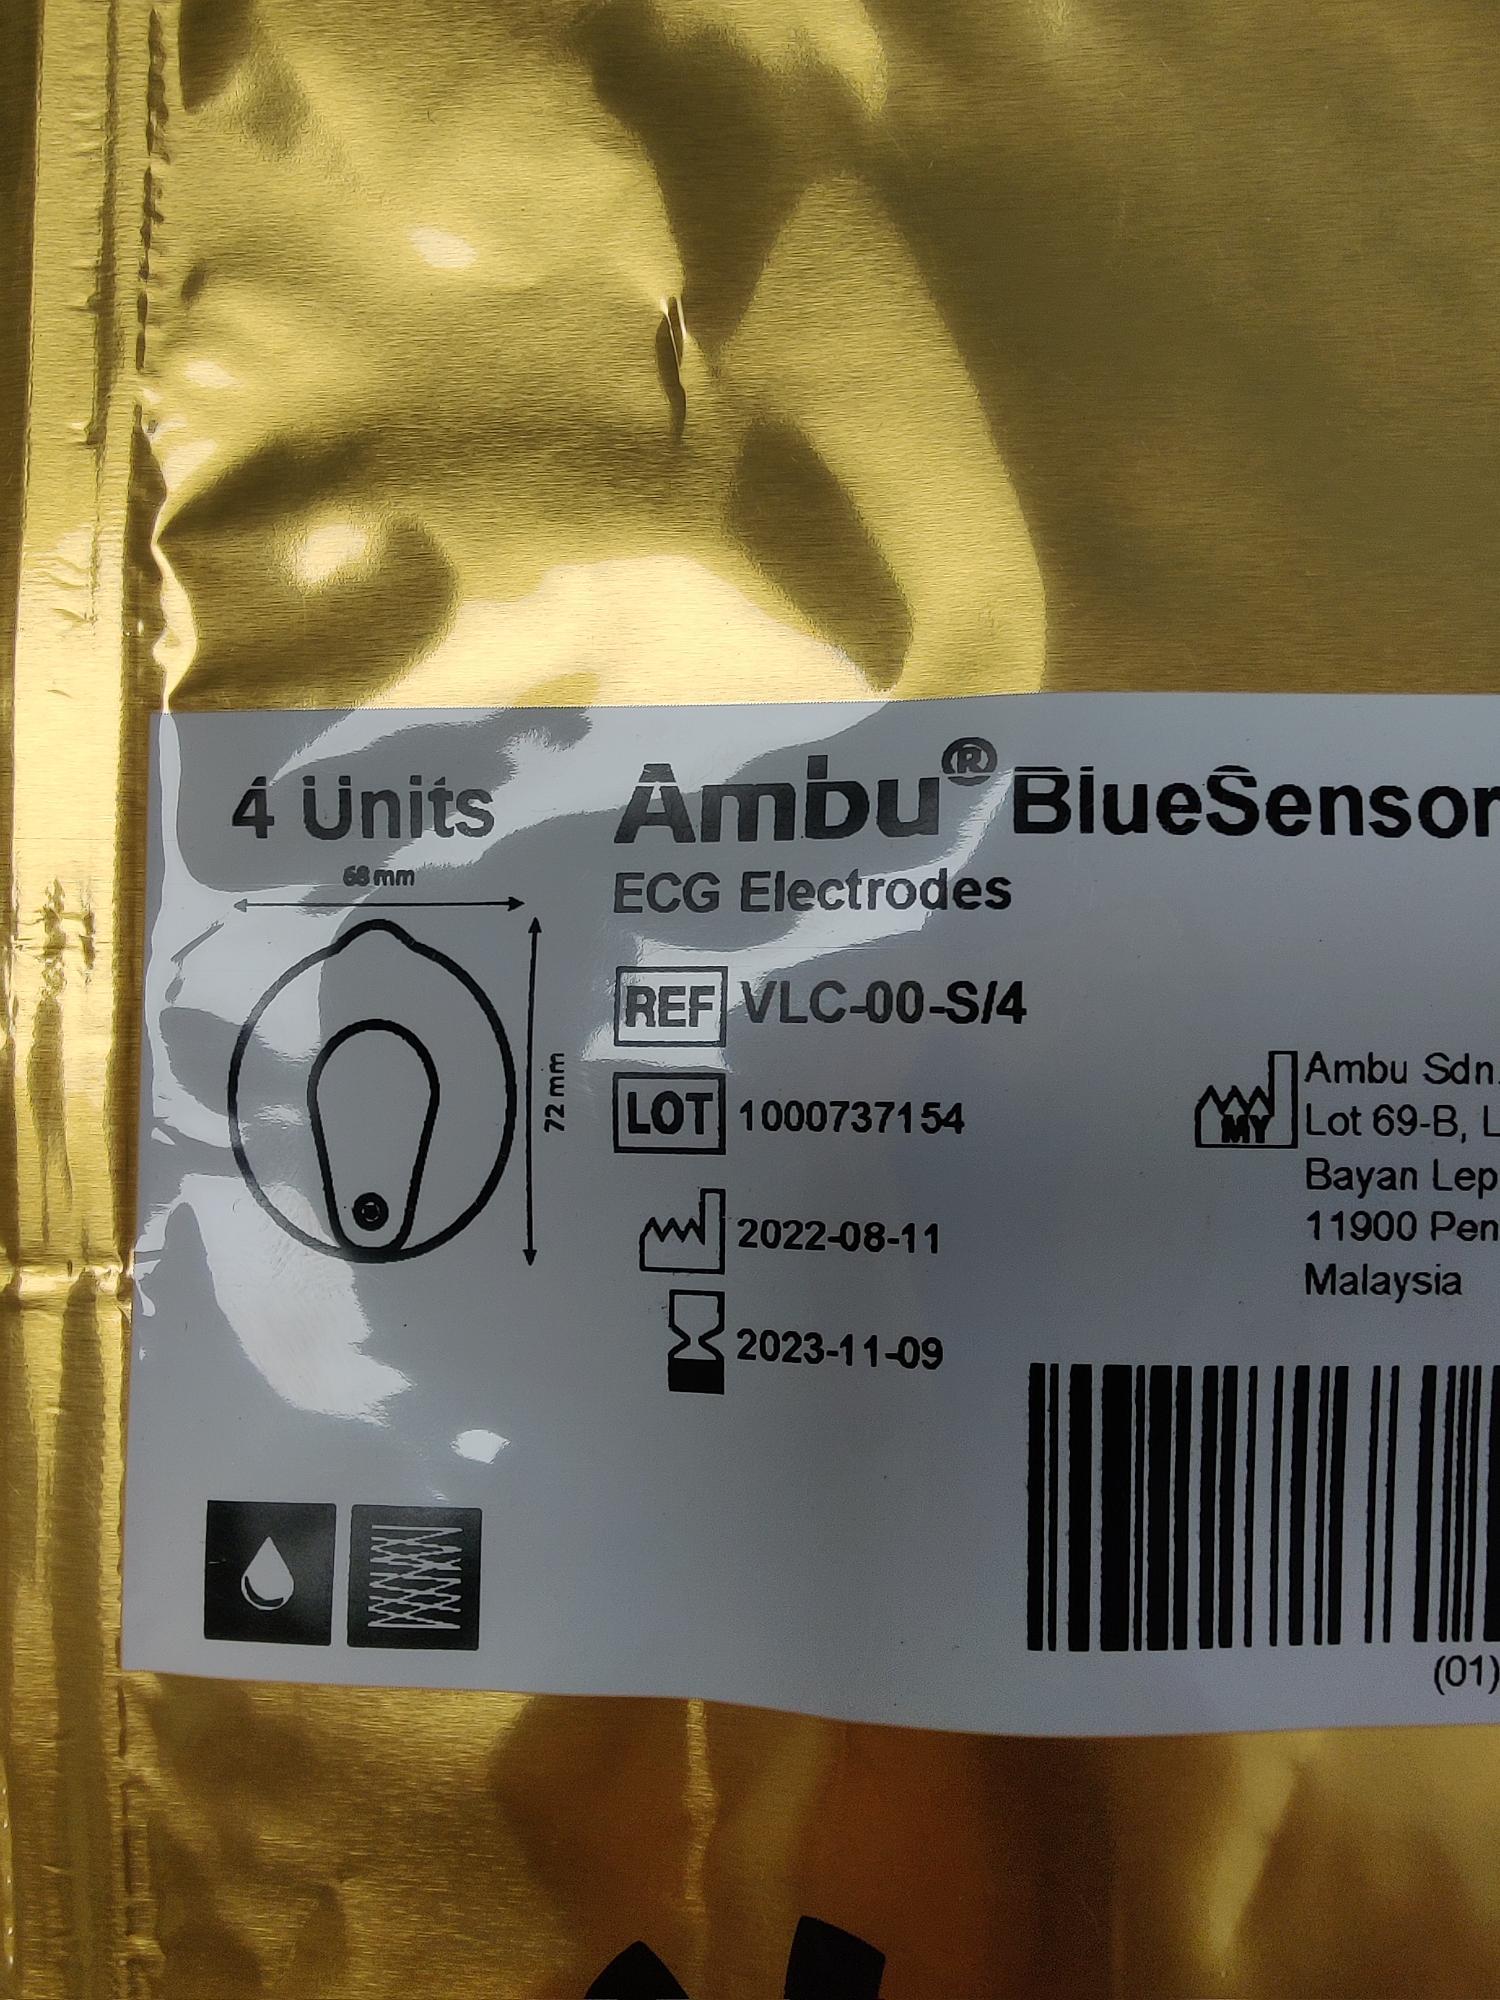 4 Units
68 mm
72 mm
Ambu® BlueSensor
ECG Electrodes
REF VLC-00-S/4
LOT 1000737154
2022-08-11
2023-11-09
MY
Ambu Sdn.
Lot 69-B, L
Bayan Lep
11900 Pen
Malaysia
(01)